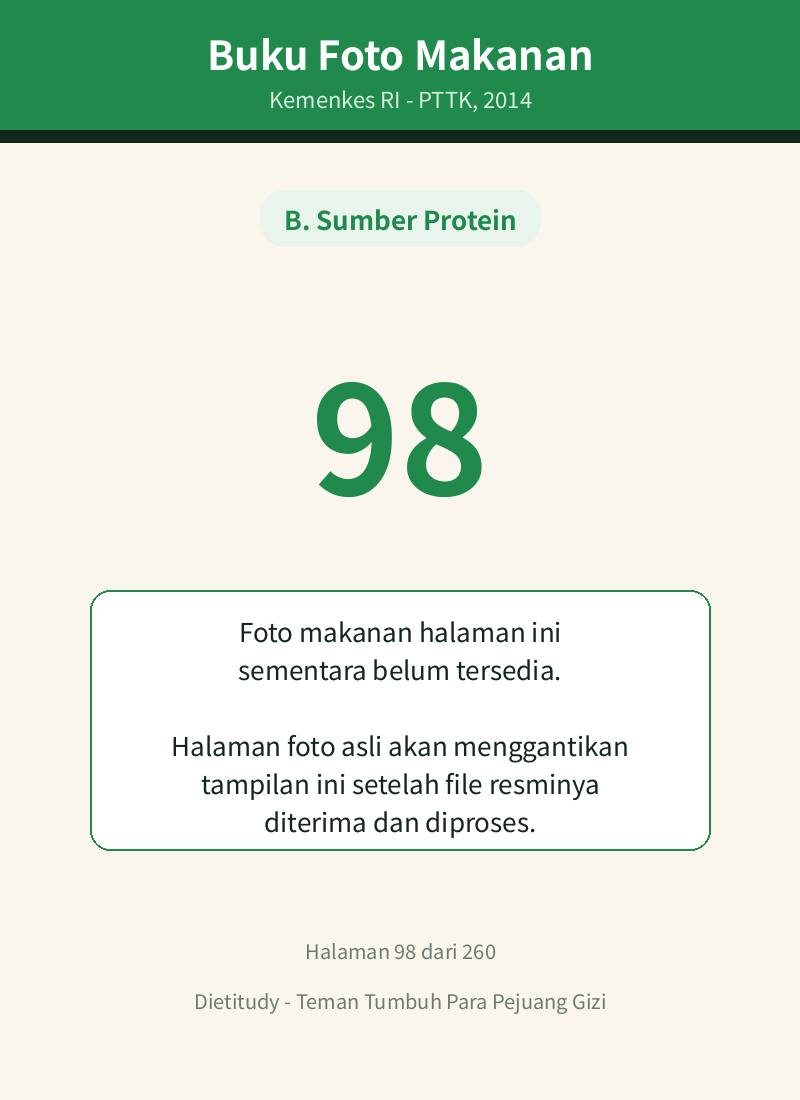 Buku Foto Makanan
Kemenkes RI - PTTK, 2014
B. Sumber Protein
98
Foto makanan halaman ini
sementara belum tersedia.
Halaman foto asli akan menggantikan
tampilan ini setelah file resminya
diterima dan diproses.
Halaman 98 dari 260
Dietitudy - Teman Tumbuh Para Pejuang Gizi